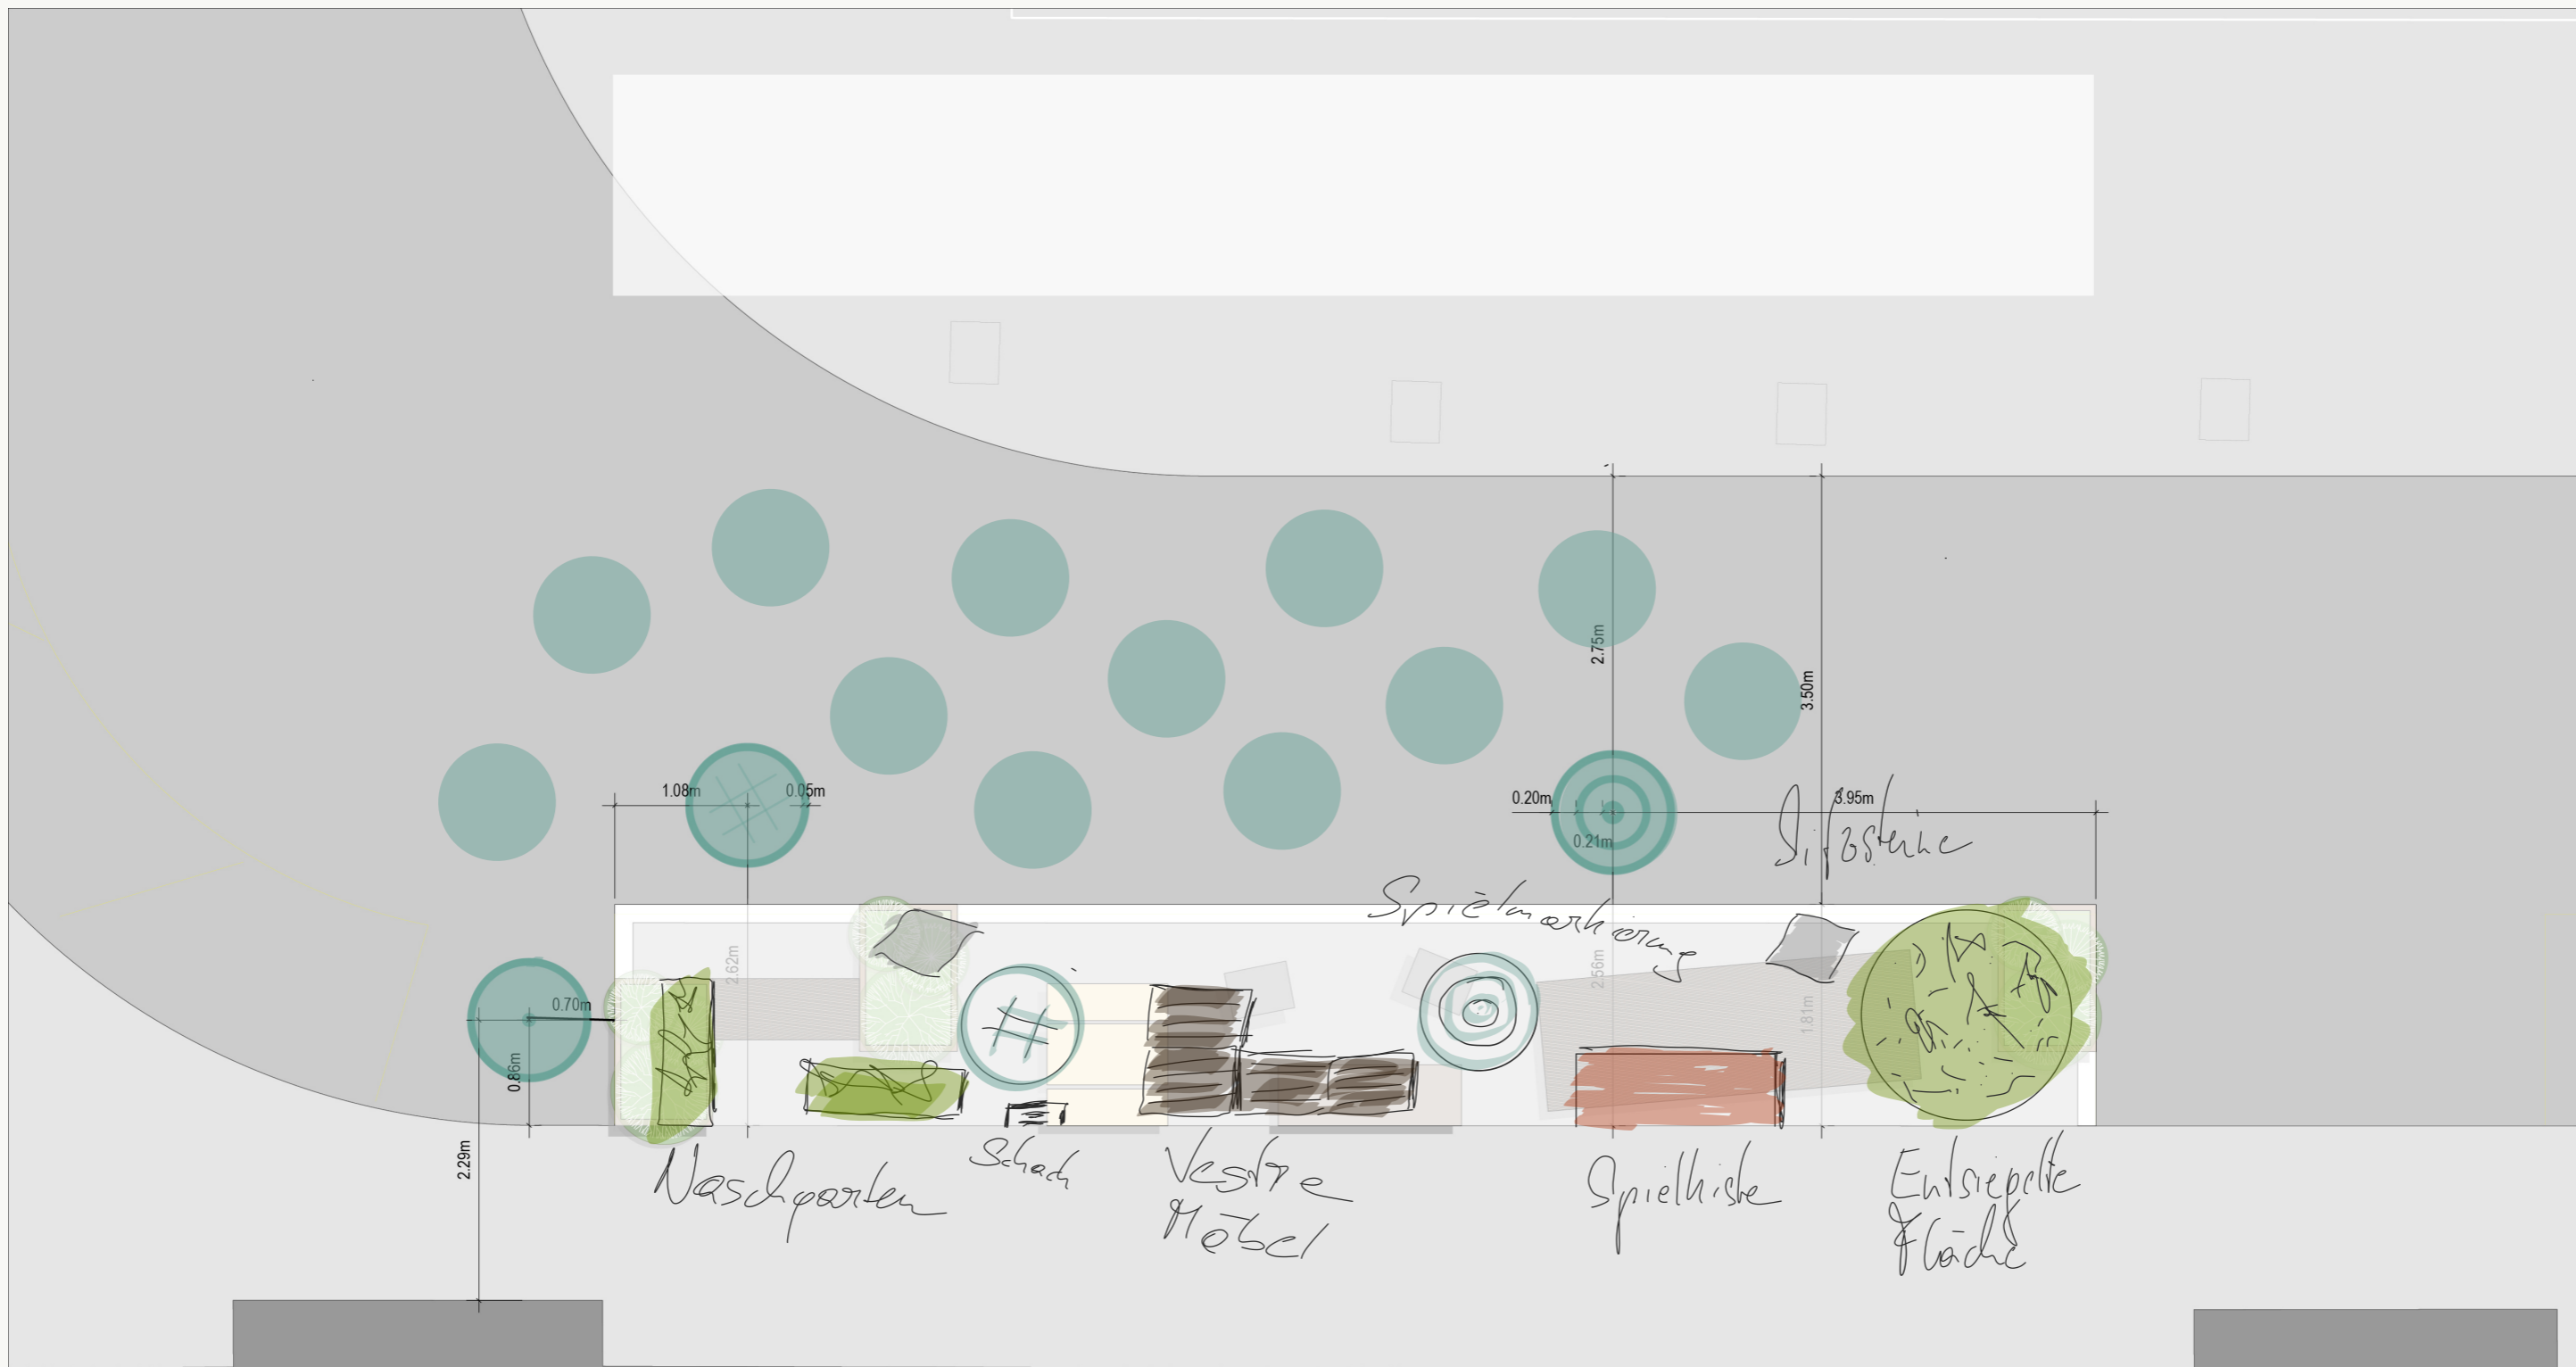 2.75m
3.50m
1.08m
0.05m
0.20m
3.95m
0.21m
Sitzsteine
Spielmarkierung
2.62m
2.56m
0.70m
1.81m
0.86m
2.29m
Naschgarten
Schach
Vestre
Möbel
Spielkiste
Entsiegelte
Fläche